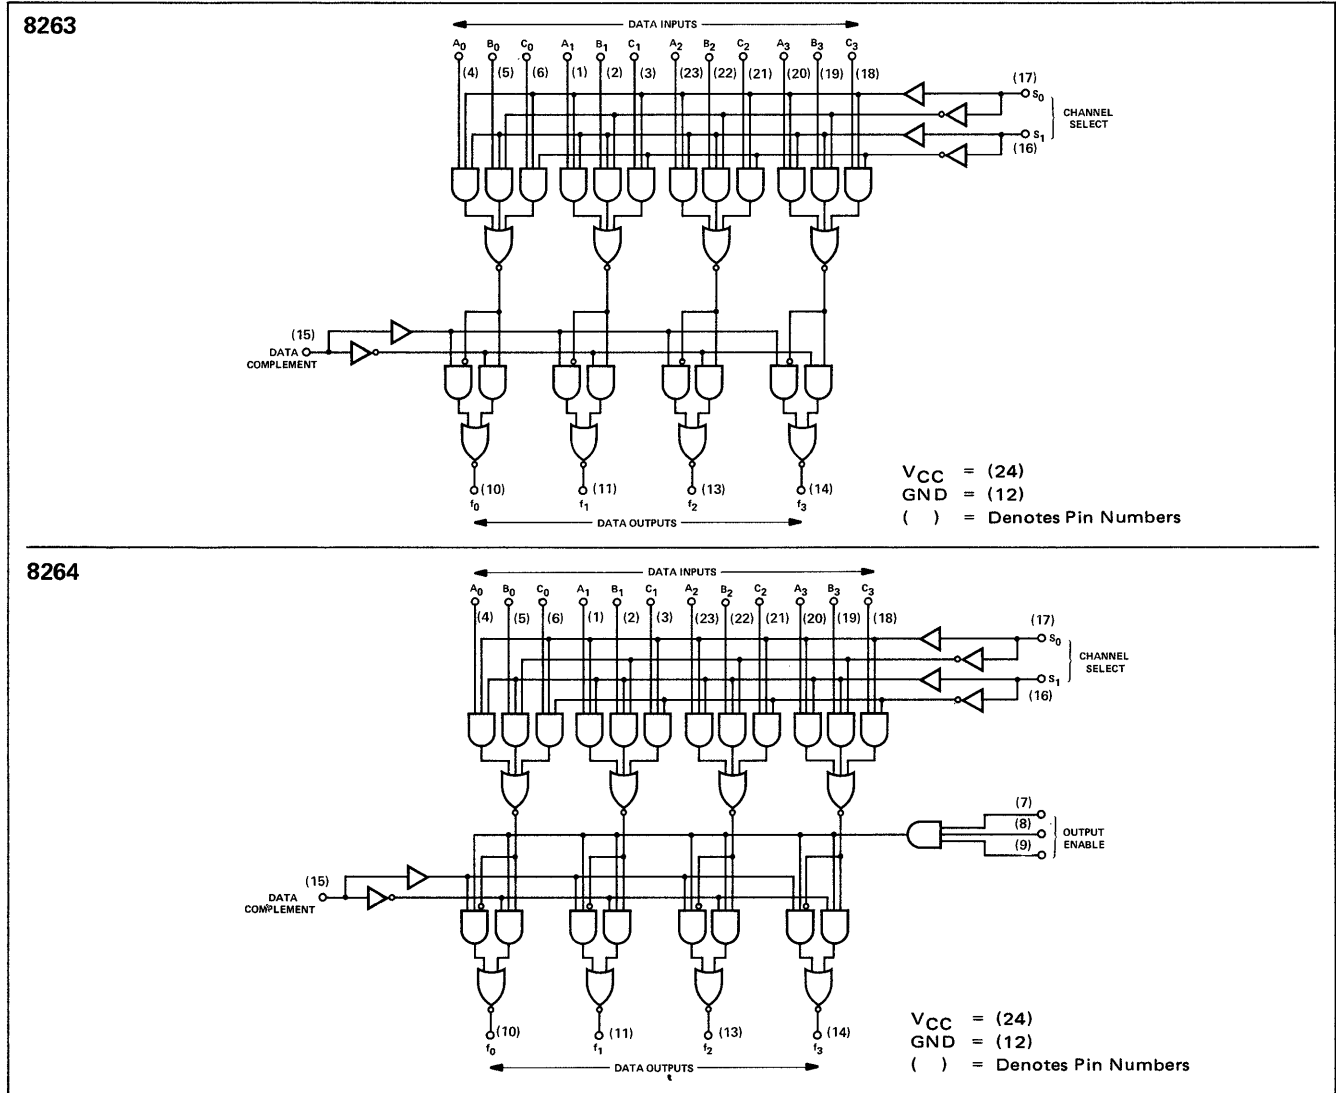 8263
DATA INPUTS
A0 B0 C0 A1 B1 C1 A2 B2 C2 A3 B3 C3
(4) (5) (6) (1) (2) (3) (23) (22) (21) (20) (19) (18)
(17)
S0
CHANNEL
SELECT
S1
(16)
(15)
DATA
COMPLEMENT
(10) (11) (13) (14)
f0 f1 f2 f3
DATA OUTPUTS
VCC = (24)
GND = (12)
( ) = Denotes Pin Numbers
8264
DATA INPUTS
A0 B0 C0 A1 B1 C1 A2 B2 C2 A3 B3 C3
(4) (5) (6) (1) (2) (3) (23) (22) (21) (20) (19) (18)
(17)
S0
CHANNEL
SELECT
S1
(16)
(7)
(8)
(9)
OUTPUT
ENABLE
(15)
DATA
COMPLEMENT
(10) (11) (13) (14)
f0 f1 f2 f3
DATA OUTPUTS
VCC = (24)
GND = (12)
( ) = Denotes Pin Numbers